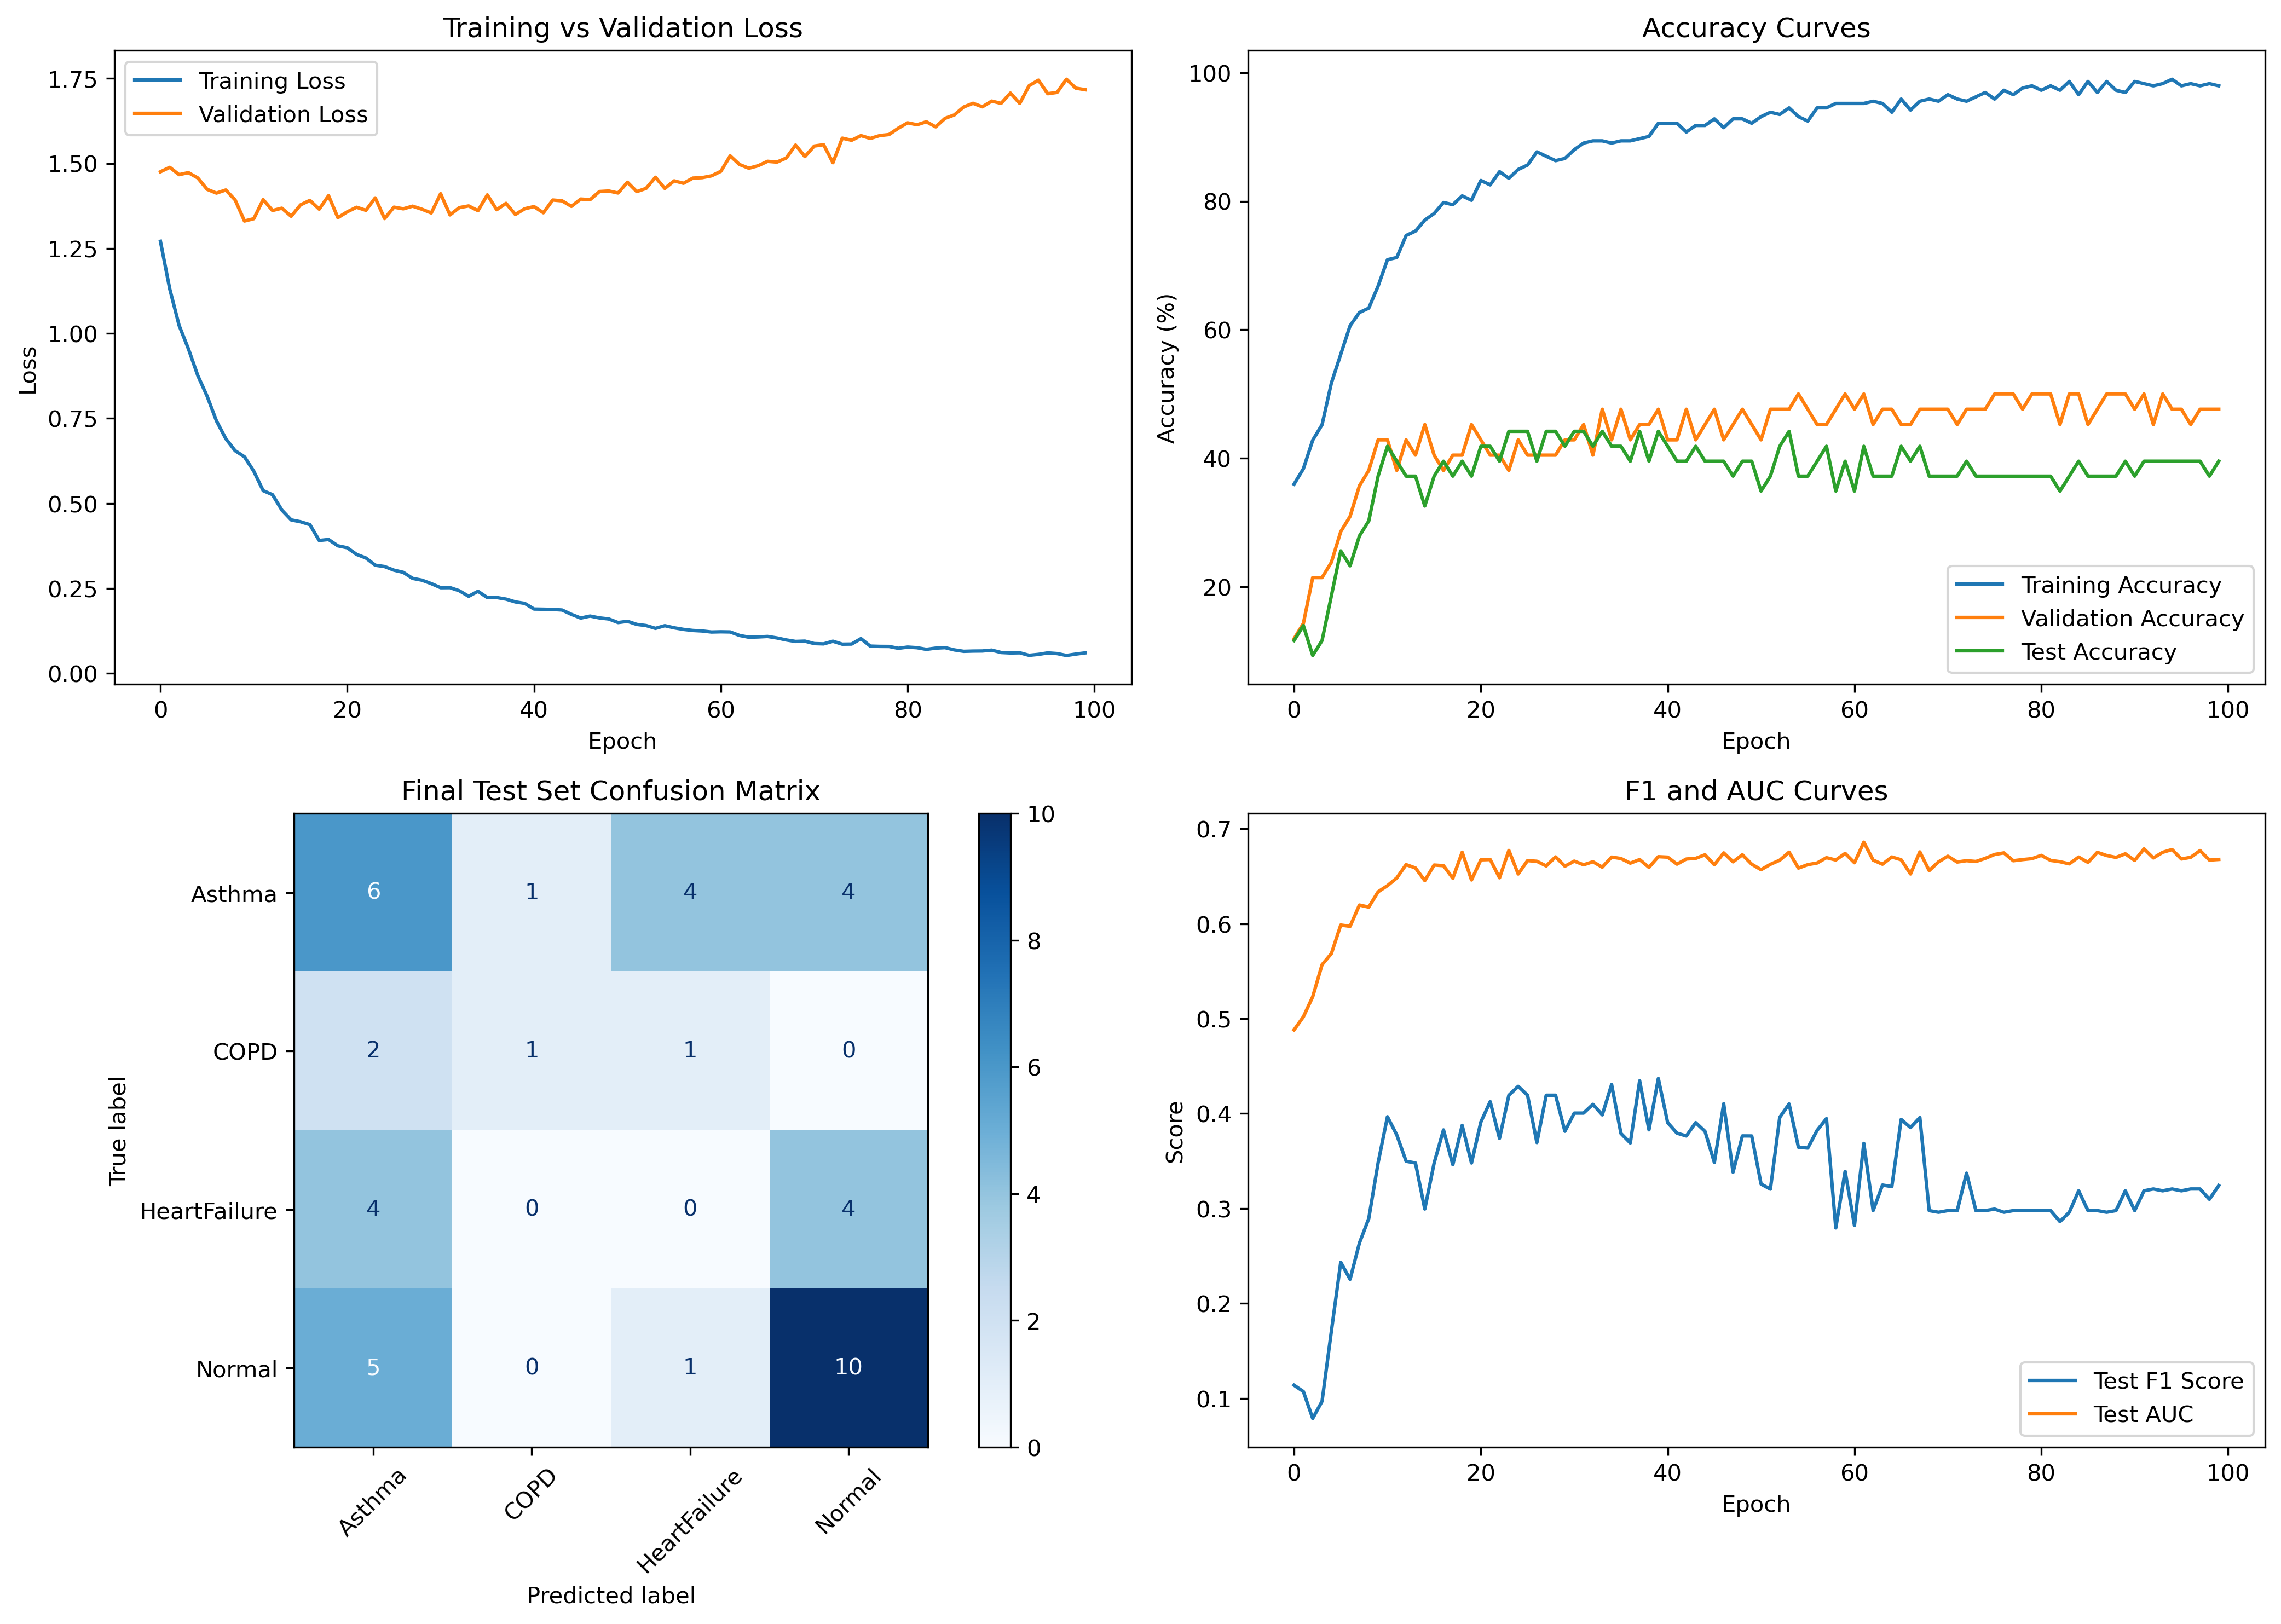 Training vs Validation Loss
Training Loss
Validation Loss
1.75
1.50
1.25
1.00
0.75
0.50
0.25
0.00
Loss
0 20 40 60 80 100
Epoch
Accuracy Curves
100
80
60
40
20
Accuracy (%)
Training Accuracy
Validation Accuracy
Test Accuracy
0 20 40 60 80 100
Epoch
Final Test Set Confusion Matrix
True label
Asthma 6 1 4 4
COPD 2 1 1 0
HeartFailure 4 0 0 4
Normal 5 0 1 10
Asthma COPD HeartFailure Normal
Predicted label
10
8
6
4
2
0
F1 and AUC Curves
0.7
0.6
0.5
0.4
0.3
0.2
0.1
Score
Test F1 Score
Test AUC
0 20 40 60 80 100
Epoch